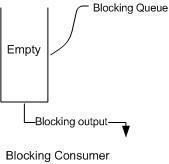 Blocking Queue
Empty
Blocking output
Blocking Consumer